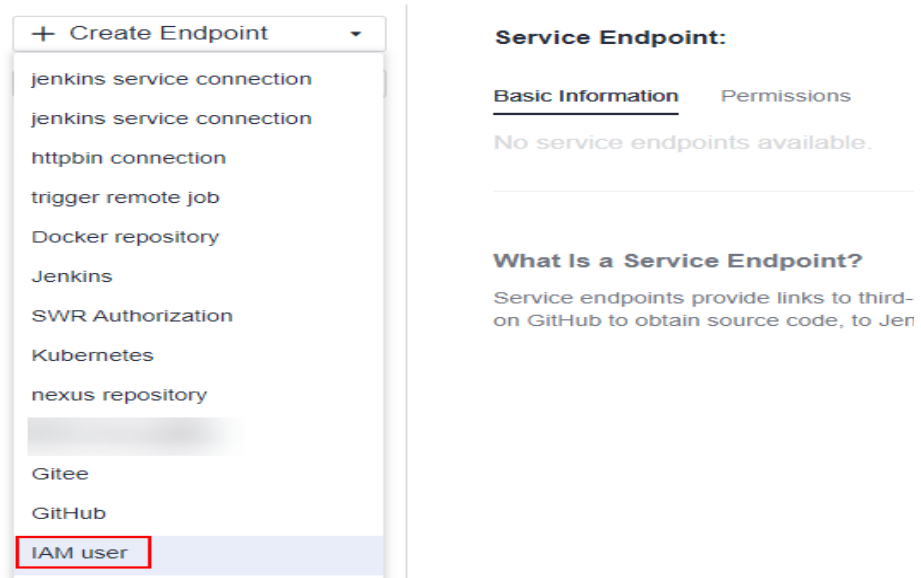 + Create Endpoint
jenkins service connection
jenkins service connection
httpbin connection
trigger remote job
Docker repository
Jenkins
SWR Authorization
Kubernetes
nexus repository
Gitee
GitHub
IAM user
Service Endpoint:
Basic Information Permissions
No service endpoints available.
What Is a Service Endpoint?
Service endpoints provide links to third-
on GitHub to obtain source code, to Jen